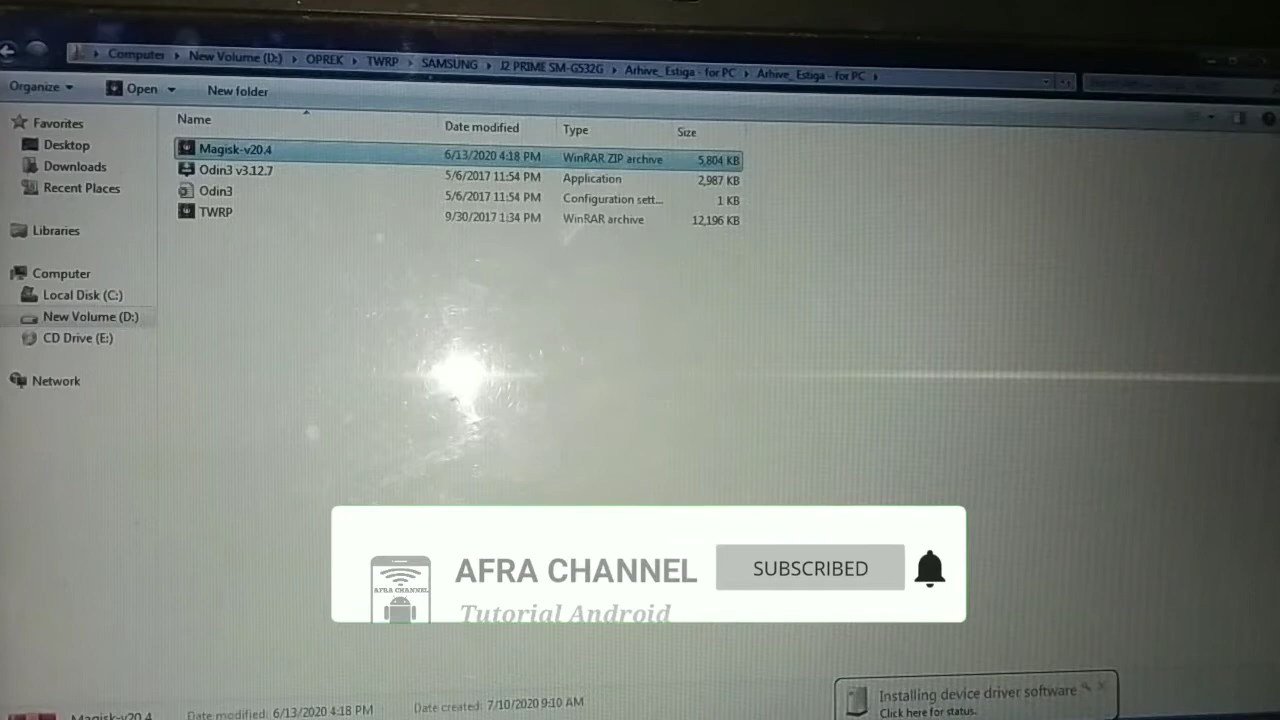 Computer New Volume (D:) OPREK TWRP SAMSUNG J2 PRIME SM-G532G Arhive_Estiga - for PC Arhive_Estiga - for PC
Organize Open New folder
Name Date modified Type Size
Magisk-v20.4 6/13/2020 4:18 PM WinRAR ZIP archive 5,804 KB
Odin3 v3.12.7 5/6/2017 11:54 PM Application 2,987 KB
Odin3 5/6/2017 11:54 PM Configuration sett... 1 KB
TWRP 9/30/2017 1:34 PM WinRAR archive 12,196 KB
Favorites
Desktop
Downloads
Recent Places
Libraries
Computer
Local Disk (C:)
New Volume (D:)
CD Drive (E:)
Network
AFRA CHANNEL
AFRA CHANNEL
SUBSCRIBED
Tutorial Android
Installing device driver software
Click here for status.
Magisk-v20.4 Date modified: 6/13/2020 4:18 PM Date created: 7/10/2020 9:10 AM